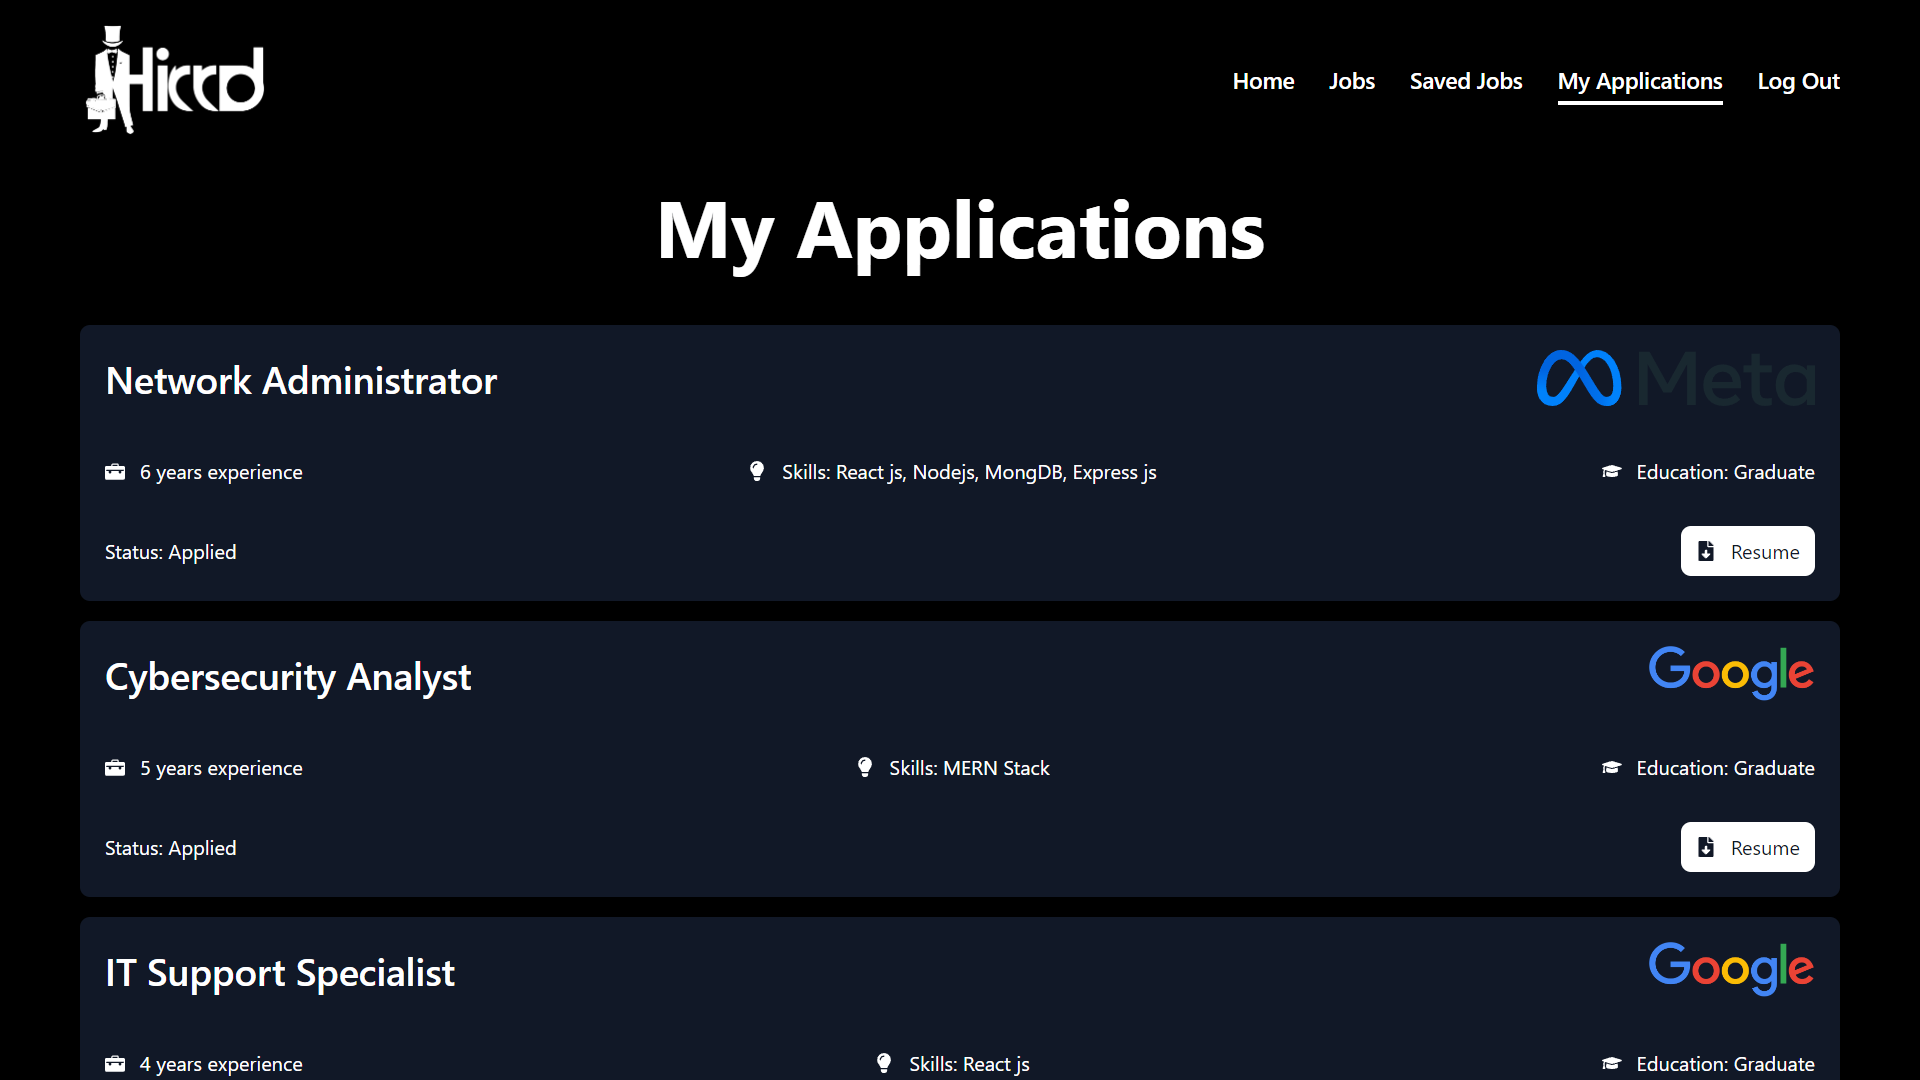 Hiccd
Home Jobs Saved Jobs My Applications Log Out
My Applications
Network Administrator
Meta
6 years experience Skills: React js, Nodejs, MongDB, Express js Education: Graduate
Status: Applied Resume
Cybersecurity Analyst
Google
5 years experience Skills: MERN Stack Education: Graduate
Status: Applied Resume
IT Support Specialist
Google
4 years experience Skills: React js Education: Graduate